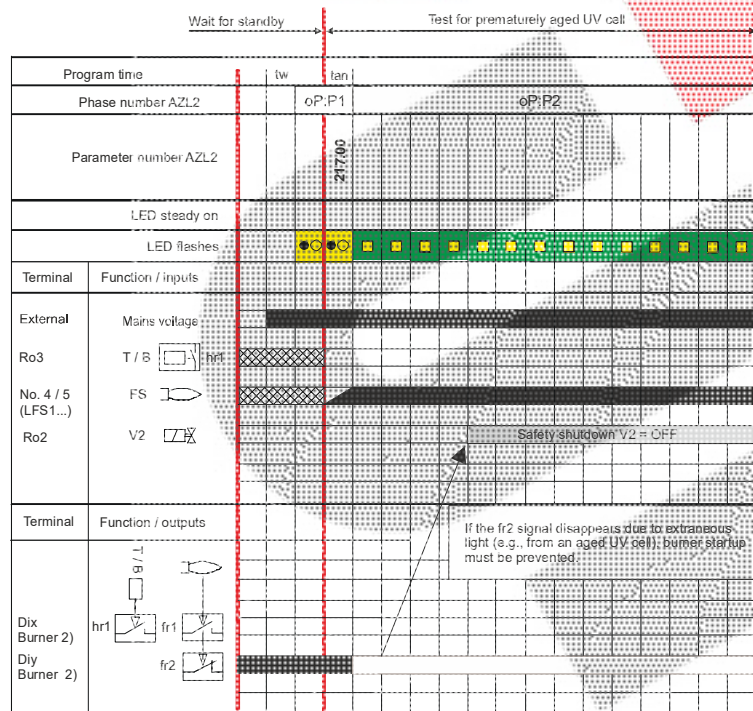 Wait for standby
Test for prematurely aged UV call
Program time
tw
tan
Phase number AZL2
oP:P1
oP:P2
Parameter number AZL2
217.00
LED steady on
LED flashes
Terminal
Function / inputs
External
Mains voltage
Ro3
T / B
hr1
No. 4 / 5
(LFS1...)
FS
Ro2
V2
Safety shutdown V2 = OFF
Terminal
Function / outputs
If the fr2 signal disappears due to extraneous
light (e.g., from an aged UV cell), burner startup
must be prevented.
T / B
Dix
Burner 2)
hr1
fr1
Diy
Burner 2)
fr2